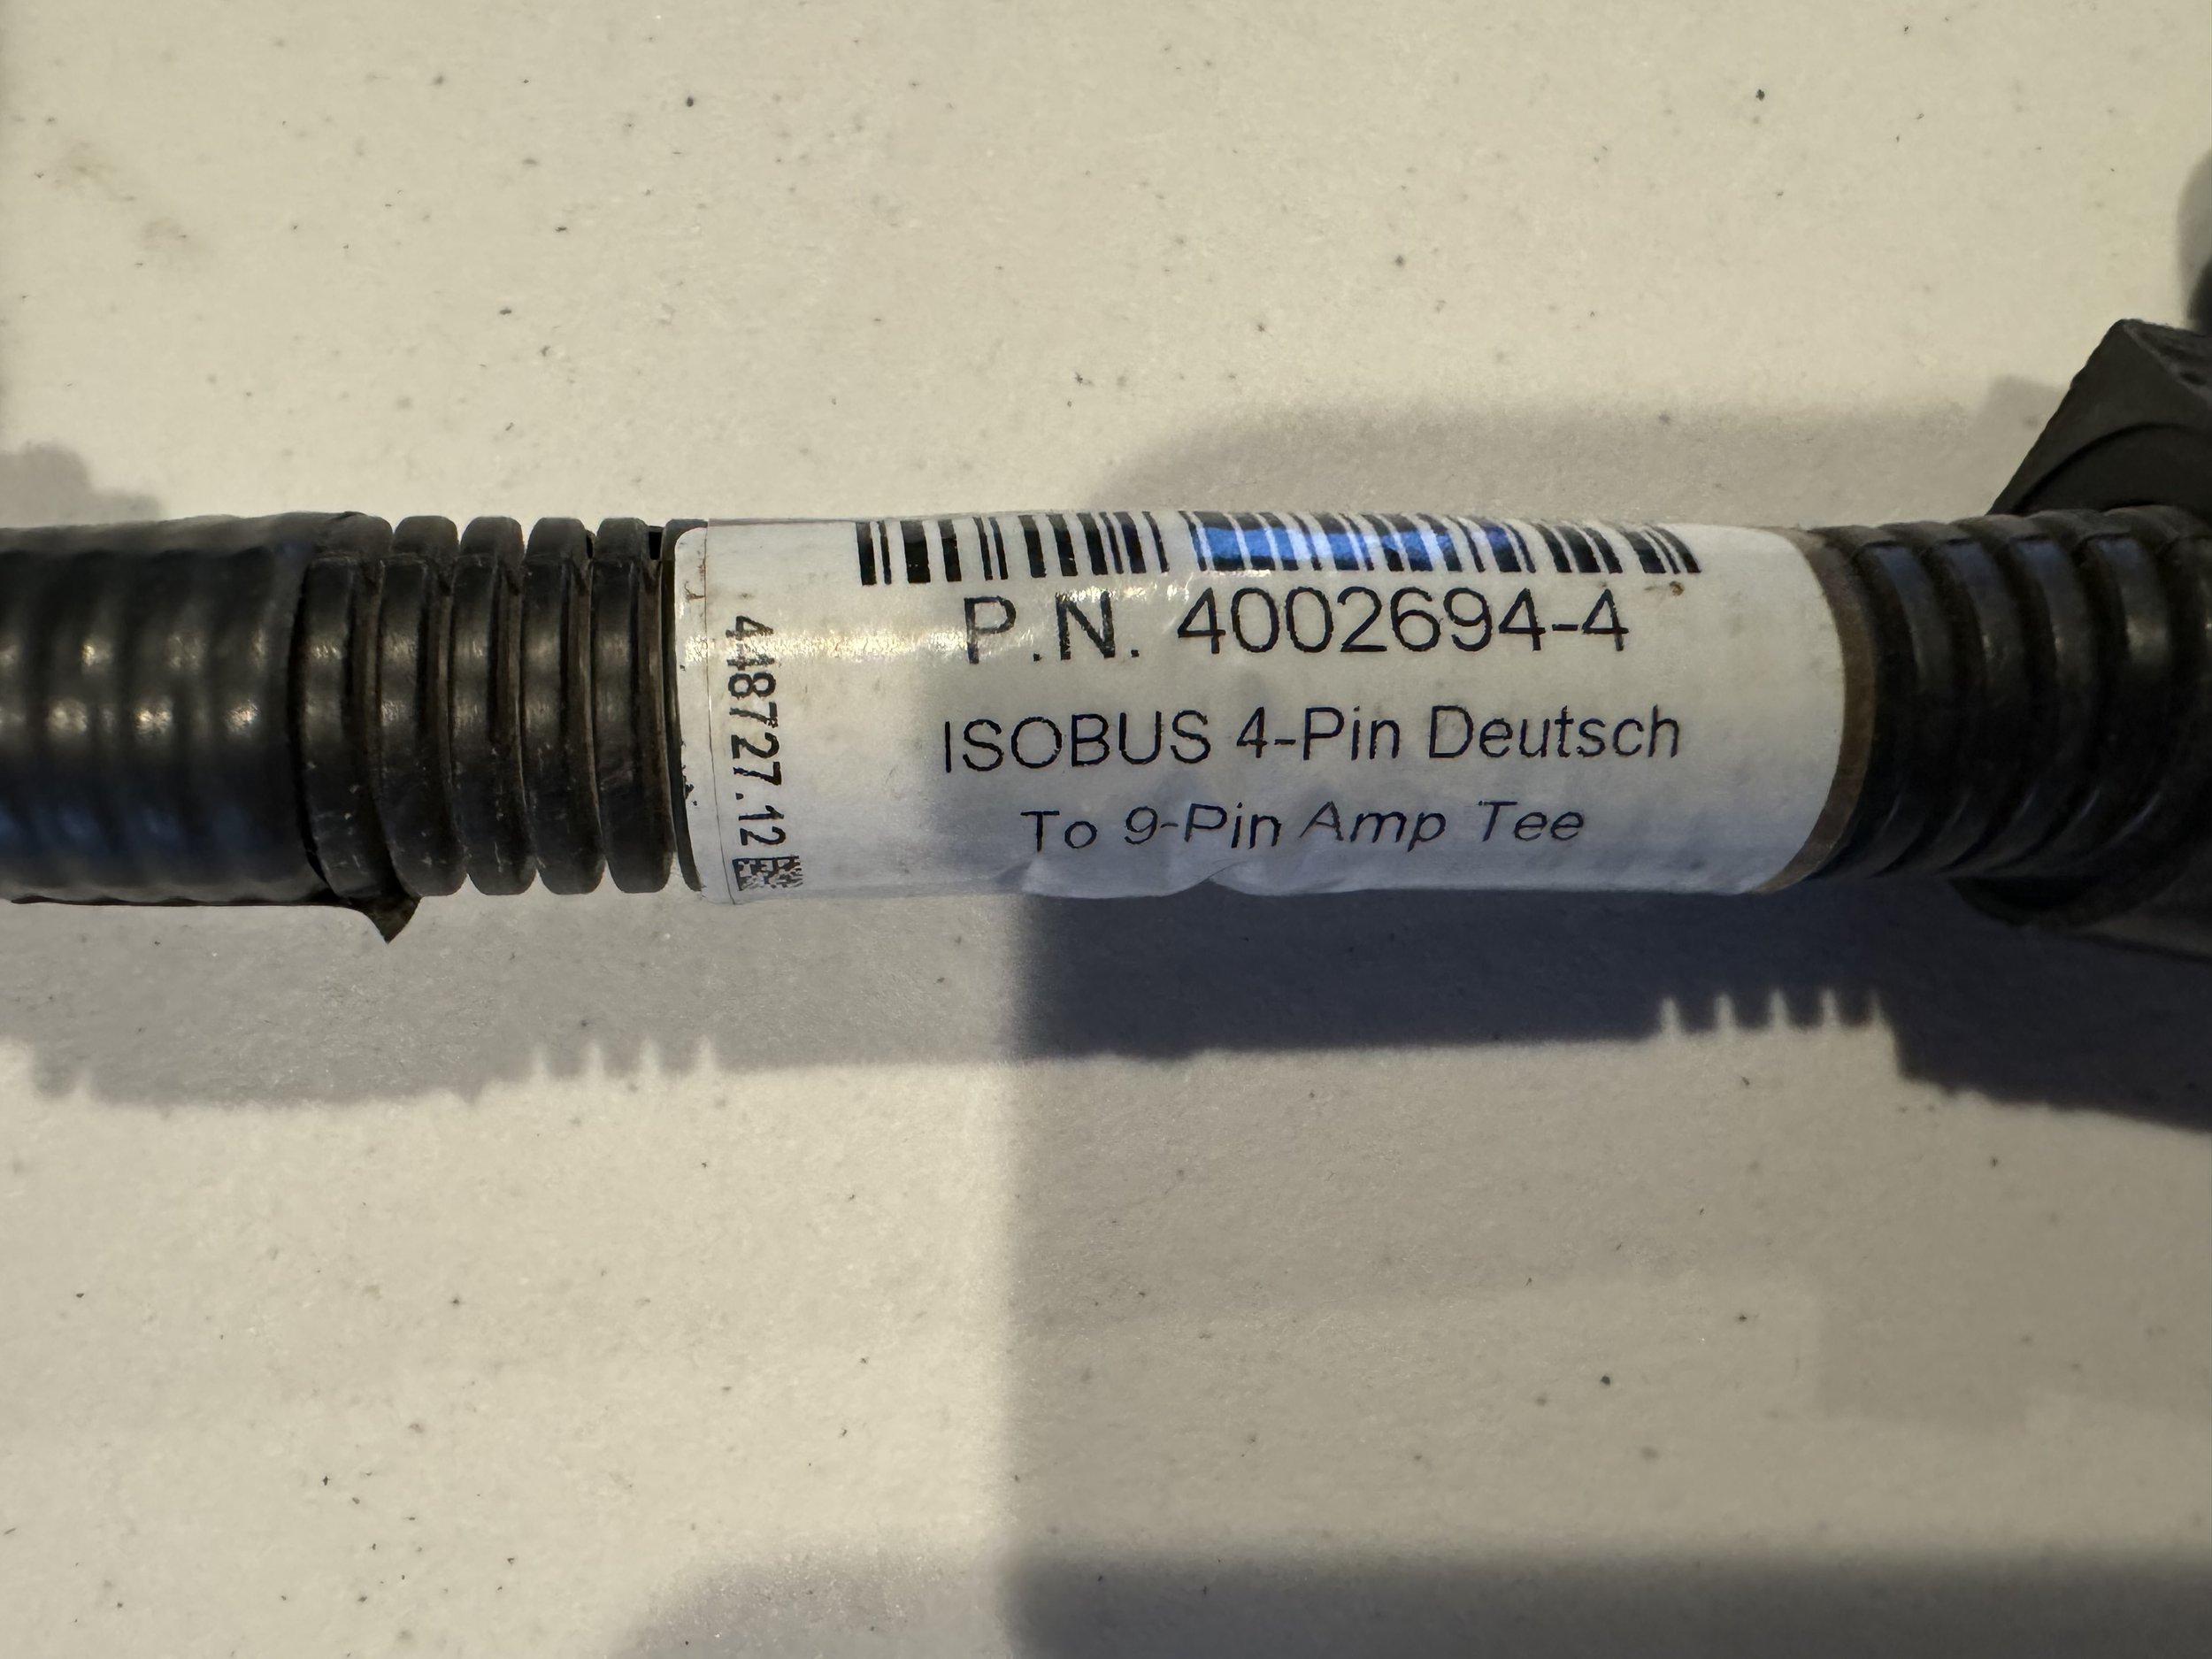 P.N. 4002694-4
ISOBUS 4-Pin Deutsch
To 9-Pin Amp Tee
448727.12